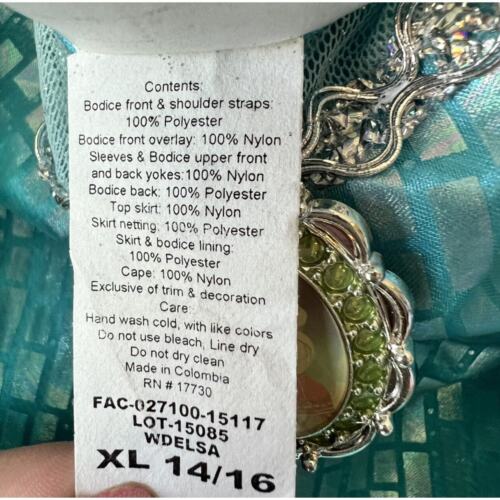 Contents:
Bodice front & shoulder straps:
100% Polyester
Bodice front overlay: 100% Nylon
Sleeves & Bodice upper front
and back yokes:100% Nylon
Bodice back: 100% Polyester
Top skirt: 100% Nylon
Skirt netting: 100% Polyester
Skirt & bodice lining:
100% Polyester
Cape: 100% Nylon
Exclusive of trim & decoration
Care:
Hand wash cold, with like colors
Do not use bleach, Line dry
Do not dry clean
Made in Colombia
RN # 17730
FAC-027100-15117
LOT-15085
WDELSA
XL 14/16